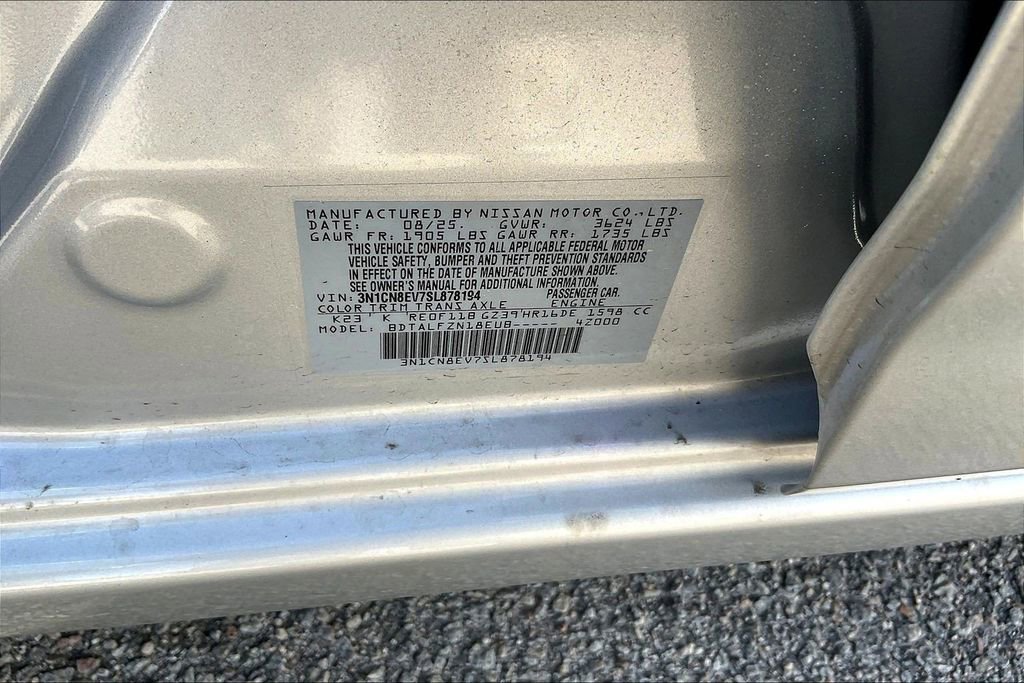 MANUFACTURED BY NISSAN MOTOR CO.,LTD.
DATE: 08/25. GVWR: 3624 LBS
GAWR FR: 1905 LBS GAWR RR: 1735 LBS
THIS VEHICLE CONFORMS TO ALL APPLICABLE FEDERAL MOTOR
VEHICLE SAFETY, BUMPER AND THEFT PREVENTION STANDARDS
IN EFFECT ON THE DATE OF MANUFACTURE SHOWN ABOVE.
SEE OWNER'S MANUAL FOR ADDITIONAL INFORMATION.
VIN: 3N1CN8EV7SL878194 PASSENGER CAR.
COLOR TRIM TRANS AXLE ENGINE
K23 K RE0F11B GZ39 HR16DE 1598 CC
MODEL: BDTALFZN18EUB----- 4Z000
3N1CN8EV7SL878194